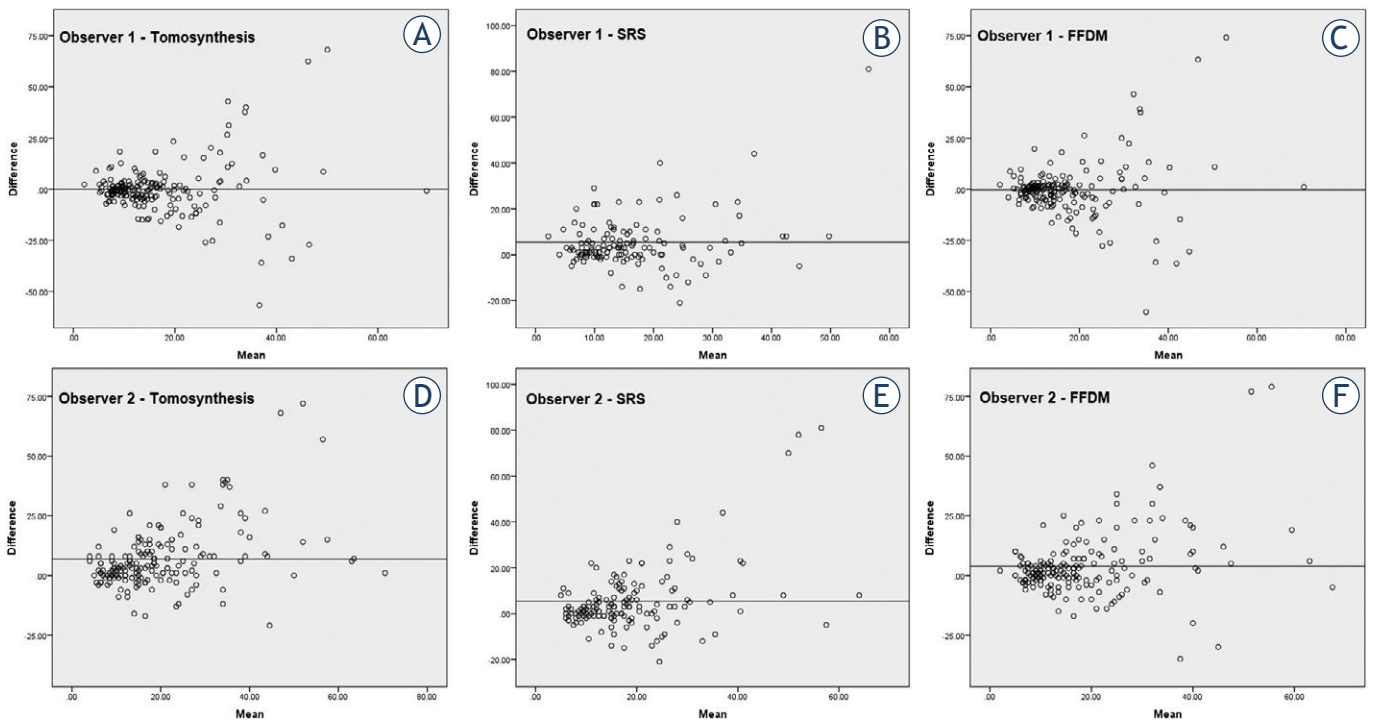 Observer 1 - Tomosynthesis
A
75.00
50.00
25.00
.00
-25.00
-50.00
Difference
.00 20.00 40.00 60.00
Mean
Observer 1 - SRS
B
100.00
80.00
60.00
40.00
20.00
.00
-20.00
Difference
.00 10.00 20.00 30.00 40.00 50.00 60.00
Mean
Observer 1 - FFDM
C
75.00
50.00
25.00
.00
-25.00
-50.00
Difference
.00 20.00 40.00 60.00 80.00
Mean
Observer 2 - Tomosynthesis
D
75.00
50.00
25.00
.00
-25.00
Difference
.00 20.00 40.00 60.00 80.00
Mean
Observer 2 - SRS
E
100.00
80.00
60.00
40.00
20.00
.00
-20.00
Difference
.00 20.00 40.00 60.00
Mean
Observer 2 - FFDM
F
75.00
50.00
25.00
.00
-25.00
Difference
.00 20.00 40.00 60.00
Mean